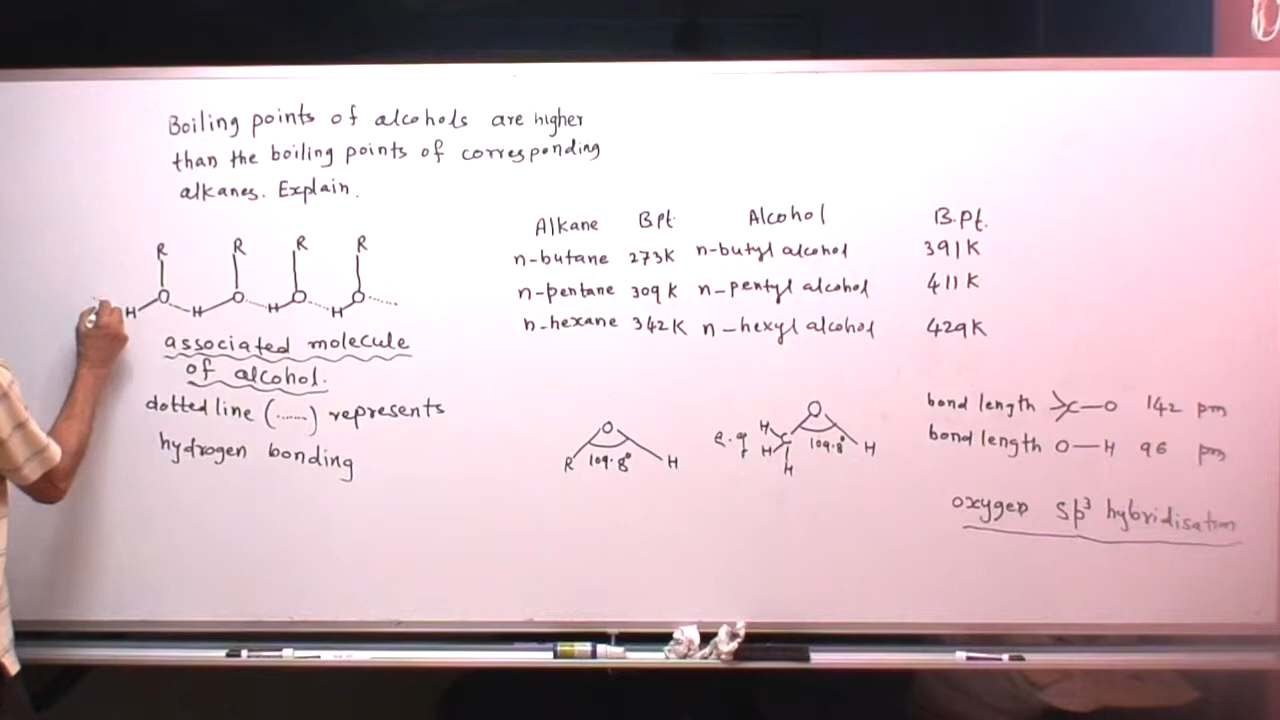 Boiling points of alcohols are higher
than the boiling points of corresponding
alkanes. Explain.
R R R R
H O H O H O H O
associated molecule
of alcohol.
dotted line (......) represents
hydrogen bonding
Alkane B pt. Alcohol B.pt.
n-butane 273K n-butyl alcohol 391K
n-pentane 309K n-pentyl alcohol 411K
n-hexane 342K n-hexyl alcohol 429K
O
R 109.8° H
e.g H C O H
H 109.8°
H
bond length C-O 142 pm
bond length O-H 96 pm
oxygen sp³ hybridisation